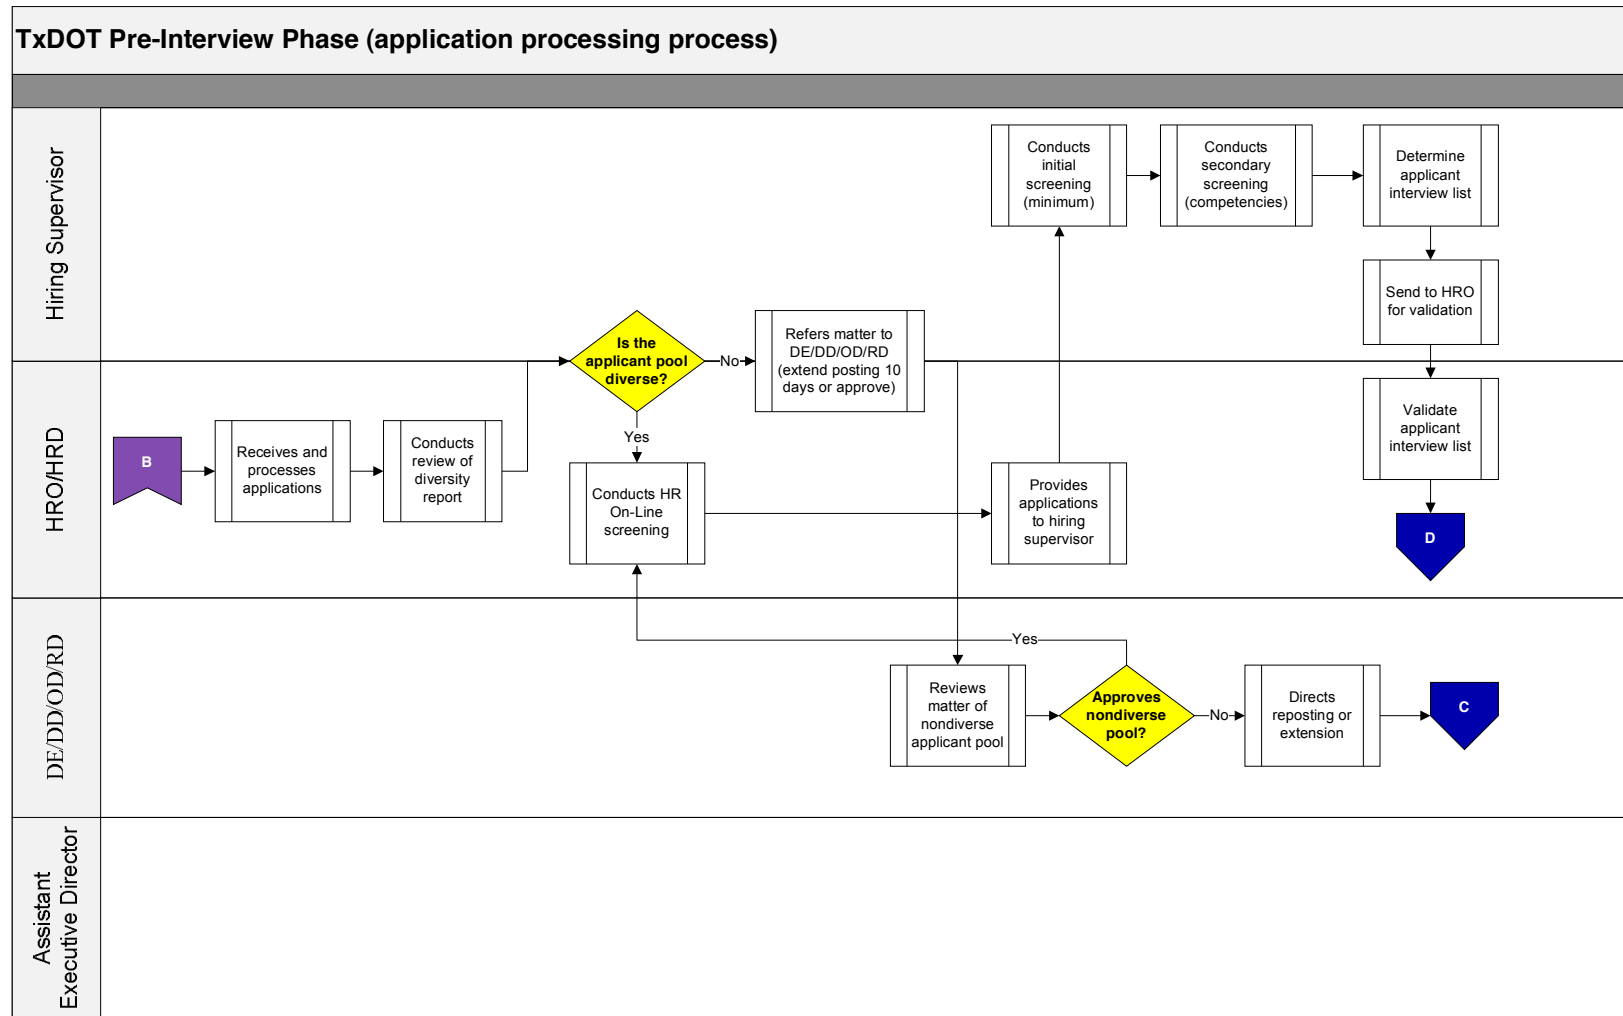 TxDOT Pre-Interview Phase (application processing process)
Hiring Supervisor
Conducts
initial
screening
(minimum)
Conducts
secondary
screening
(competencies)
Determine
applicant
interview list
Send to HRO
for validation
Is the
applicant pool
diverse?
No
Refers matter to
DE/DD/OD/RD
(extend posting 10
days or approve)
Yes
HRO/HRD
B
Receives and
processes
applications
Conducts
review of
diversity
report
Conducts HR
On-Line
screening
Provides
applications
to hiring
supervisor
Validate
applicant
interview list
D
DE/DD/OD/RD
Yes
Reviews
matter of
nondiverse
applicant pool
Approves
nondiverse
pool?
No
Directs
reposting or
extension
C
Assistant
Executive Director